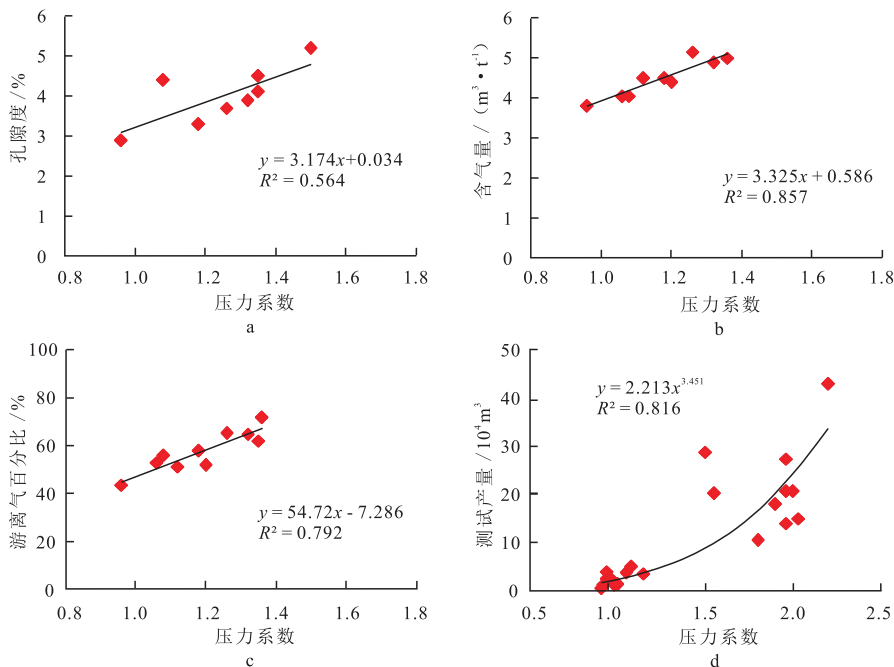 6
5
4
3
2
1
0
孔隙度/%
y = 3.174x+0.034
R² = 0.564
0.8 1.0 1.2 1.4 1.6 1.8
压力系数
a
6
5
4
3
2
1
0
含气量/(m³·t⁻¹)
y = 3.325x + 0.586
R² = 0.857
0.8 1.0 1.2 1.4 1.6 1.8
压力系数
b
100
80
60
40
20
0
游离气百分比/%
y = 54.72x - 7.286
R² = 0.792
0.8 1.0 1.2 1.4 1.6 1.8
压力系数
c
50
40
30
20
10
0
测试产量/10⁴m³
y = 2.213x³·⁴⁵¹
R² = 0.816
0.5 1.0 1.5 2.0 2.5
压力系数
d